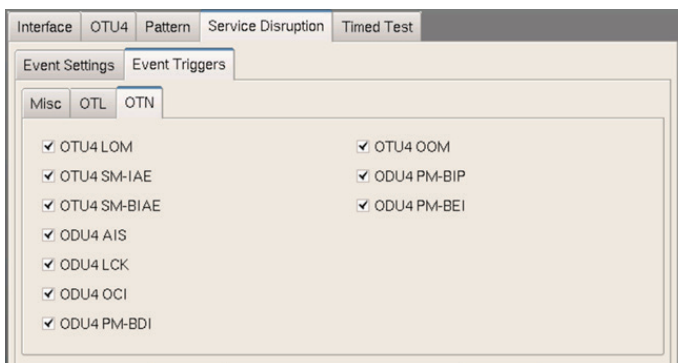 Interface OTU4 Pattern Service Disruption Timed Test
Event Settings Event Triggers
Misc OTL OTN
OTU4 LOM OTU4 OOM
OTU4 SM-IAE ODU4 PM-BIP
OTU4 SM-BIAE ODU4 PM-BEI
ODU4 AIS
ODU4 LCK
ODU4 OCI
ODU4 PM-BDI